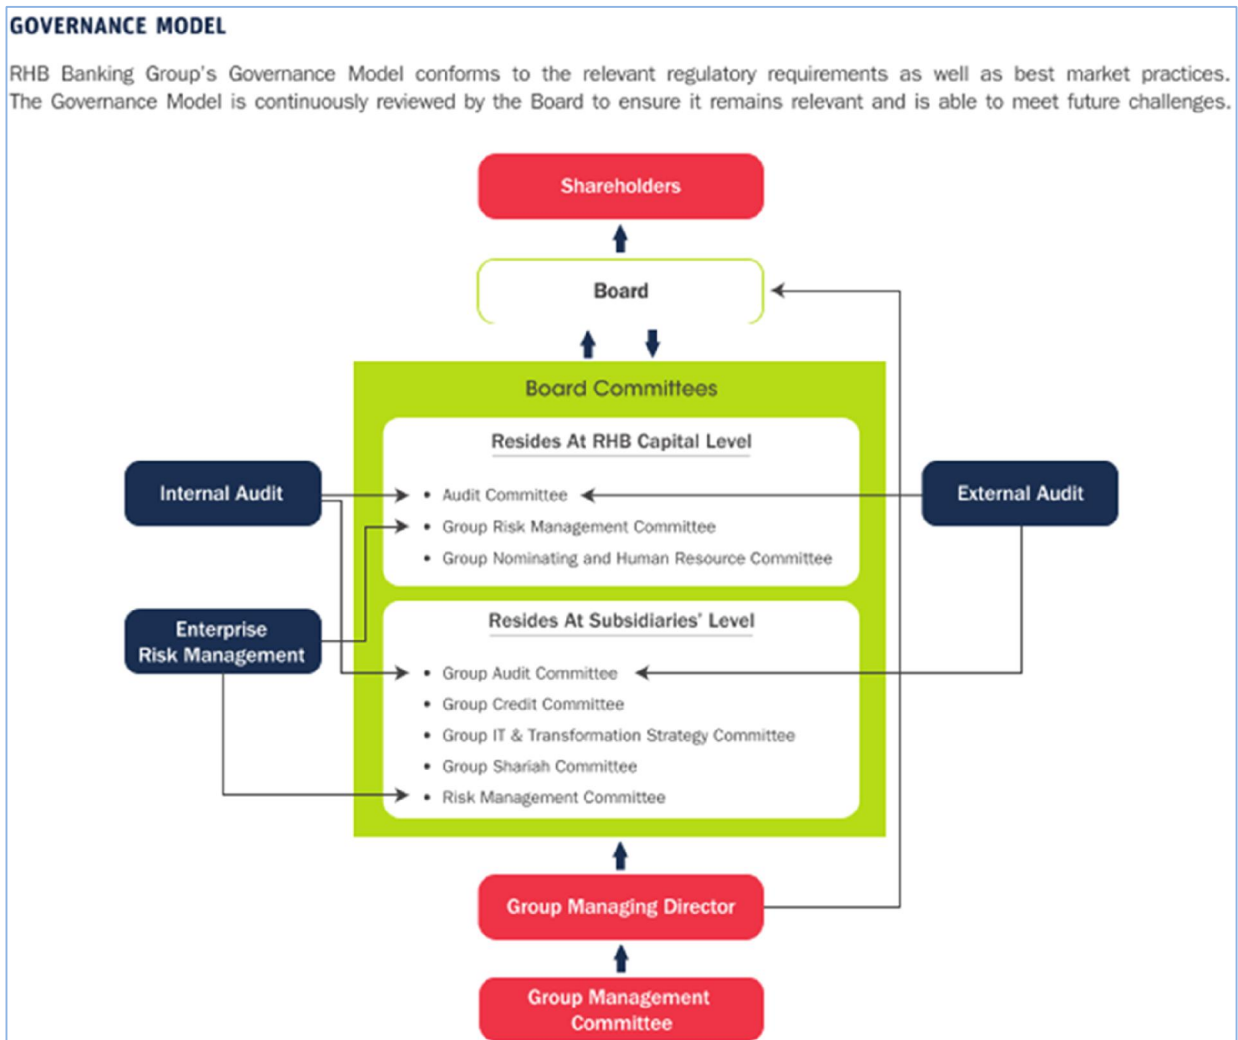 GOVERNANCE MODEL
RHB Banking Group's Governance Model conforms to the relevant regulatory requirements as well as best market practices.
The Governance Model is continuously reviewed by the Board to ensure it remains relevant and is able to meet future challenges.
Shareholders
Board
Board Committees
Resides At RHB Capital Level
• Audit Committee
• Group Risk Management Committee
• Group Nominating and Human Resource Committee
Internal Audit
External Audit
Enterprise
Risk Management
Resides At Subsidiaries' Level
• Group Audit Committee
• Group Credit Committee
• Group IT & Transformation Strategy Committee
• Group Shariah Committee
• Risk Management Committee
Group Managing Director
Group Management
Committee